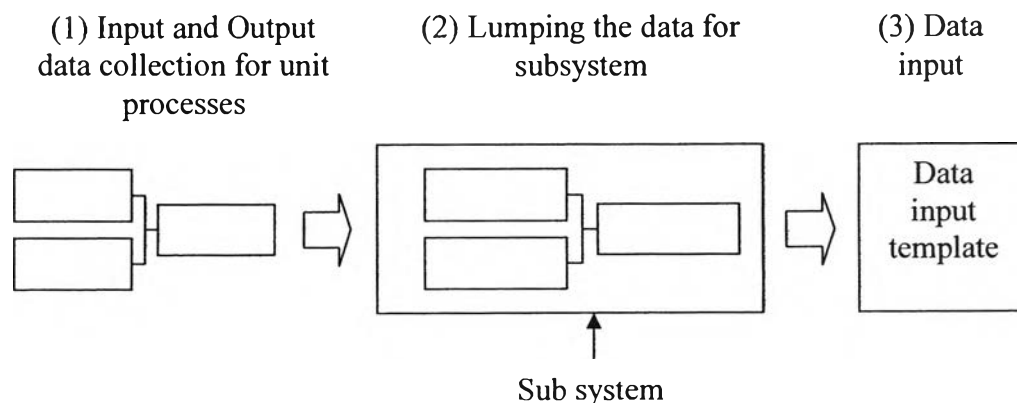 (1) Input and Output
data collection for unit
processes
(2) Lumping the data for
subsystem
(3) Data
input
Data
input
template
Sub system